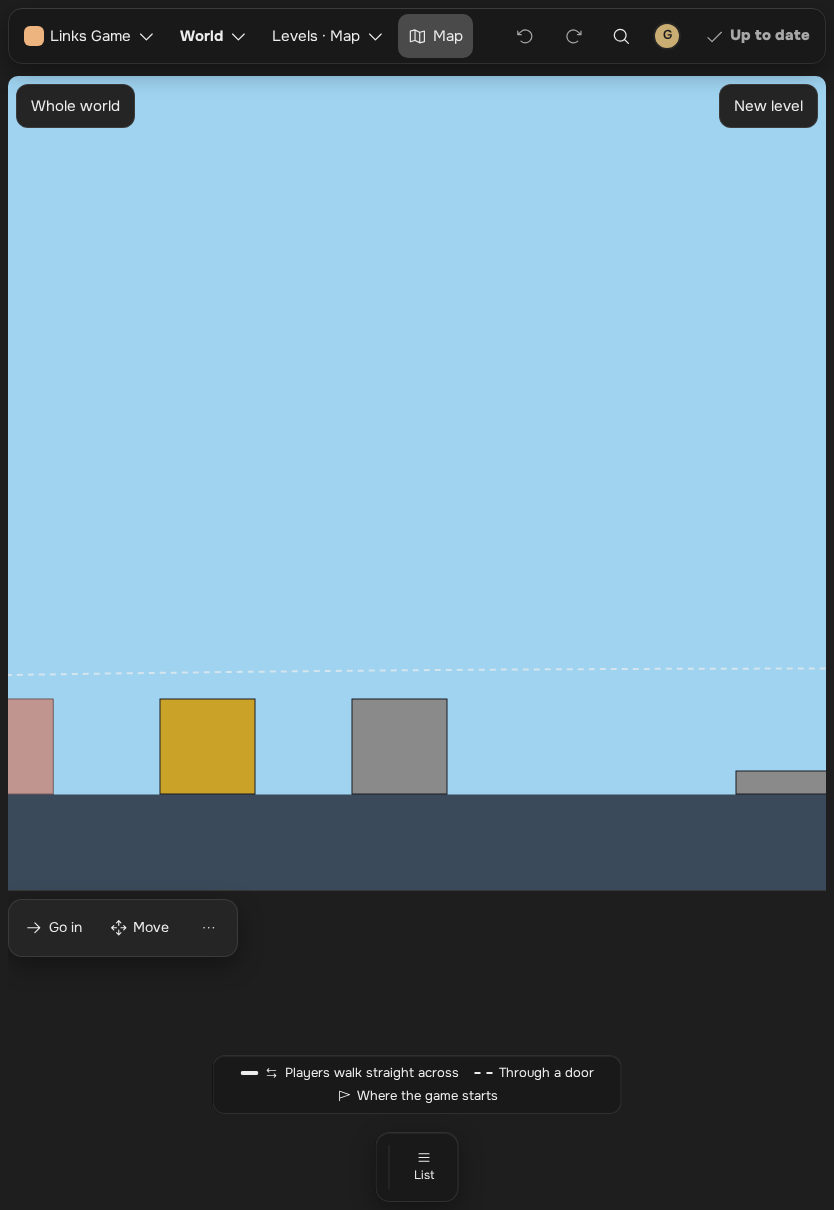 Links Game World Levels · Map Map G Up to date
Whole world New level
Go in Move ...
Players walk straight across Through a door
Where the game starts
List